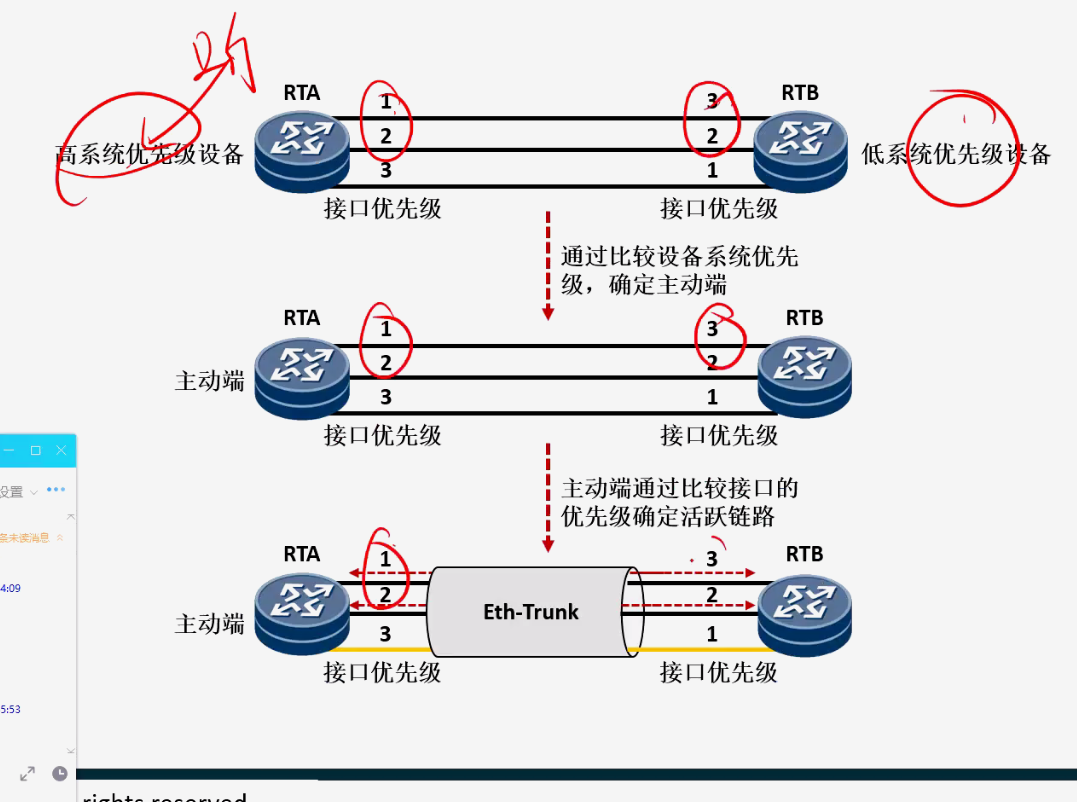 RTA
1
3
RTB
高系统优先级设备
2
2
低系统优先级设备
3
1
接口优先级
接口优先级
通过比较设备系统优先
级，确定主动端
RTA
1
3
RTB
2
2
主动端
3
1
接口优先级
接口优先级
主动端通过比较接口的
优先级确定活跃链路
RTA
1
3
RTB
2
2
Eth-Trunk
主动端
3
1
接口优先级
接口优先级
设置
条未读消息
4:09
5:53
rights reserved